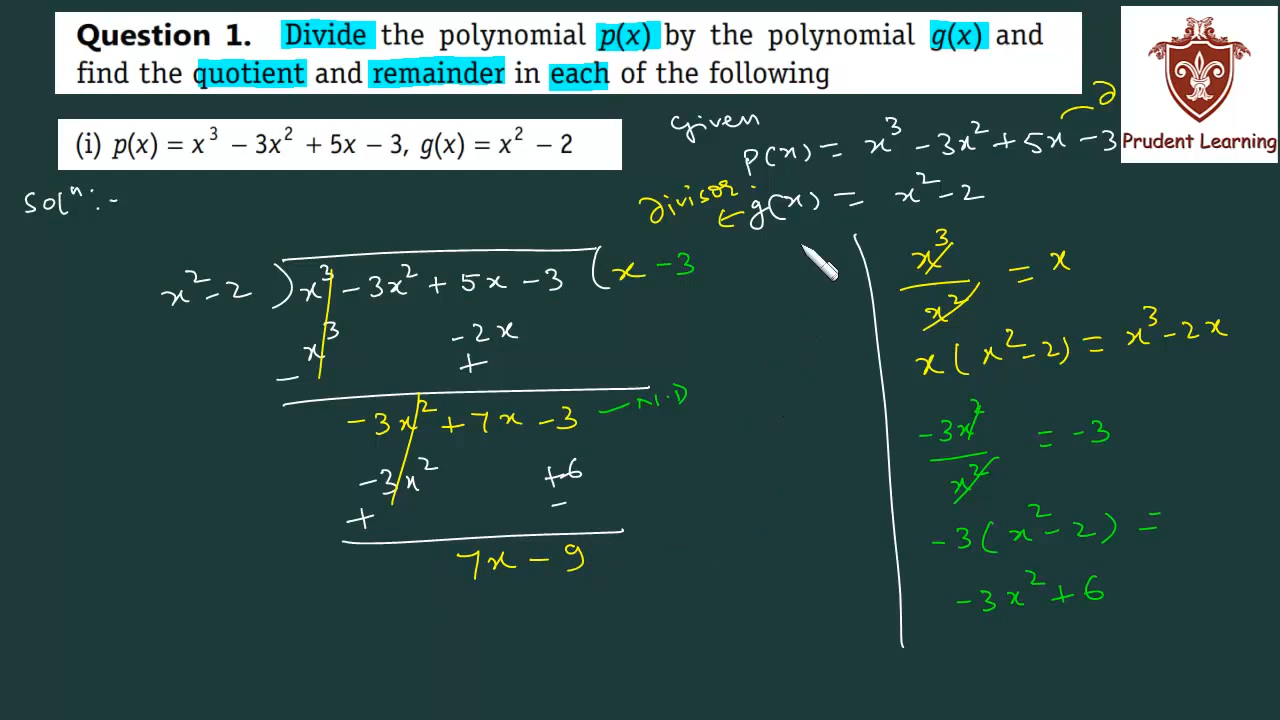 Question 1. Divide the polynomial p(x) by the polynomial g(x) and
find the quotient and remainder in each of the following
(i) p(x) = x³ − 3x² + 5x − 3, g(x) = x² − 2
Prudent Learning
given
p(x) = x³ - 3x² + 5x - 3
divisor ← g(x) = x² - 2
Solⁿ :-
x² - 2 ) x³ - 3x² + 5x - 3 ( x - 3
x³ - 2x
- +
-3x² + 7x - 3 — N.D
-3x² +6
+ -
7x - 9
x³
x² = x
x(x² - 2) = x³ - 2x
-3x²
x² = -3
-3(x² - 2) =
-3x² + 6